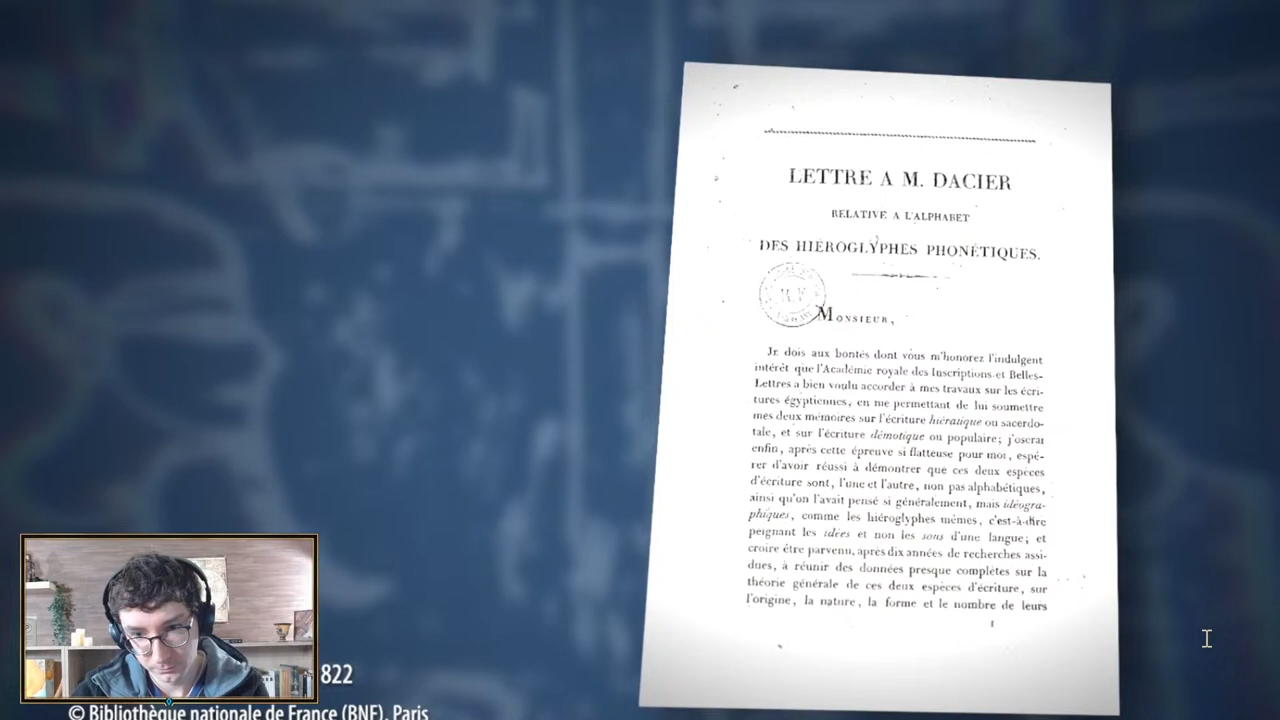 LETTRE A M. DACIER
RELATIVE A L'ALPHABET
DES HIÉROGLYPHES PHONÉTIQUES.
MONSIEUR,
JE dois aux bontés dont vous m'honorez l'indulgent
intérêt que l'Académie royale des Inscriptions et Belles-
Lettres a bien voulu accorder à mes travaux sur les écri-
tures égyptiennes, en me permettant de lui soumettre
mes deux mémoires sur l'écriture hiératique ou sacerdo-
tale, et sur l'écriture démotique ou populaire; j'oserai
enfin, après cette épreuve si flatteuse pour moi, espé-
rer d'avoir réussi à démontrer que ces deux espèces
d'écriture sont, l'une et l'autre, non pas alphabétiques,
ainsi qu'on l'avait pensé si généralement, mais idéogra-
phiques, comme les hiéroglyphes mêmes, c'est-à-dire
peignant les idées et non les sons d'une langue; et
croire être parvenu, après dix années de recherches assi-
dues, à réunir des données presque complètes sur la
théorie générale de ces deux espèces d'écriture, sur
l'origine, la nature, la forme et le nombre de leurs
1
822
© Bibliothèque nationale de France (BNF), Paris